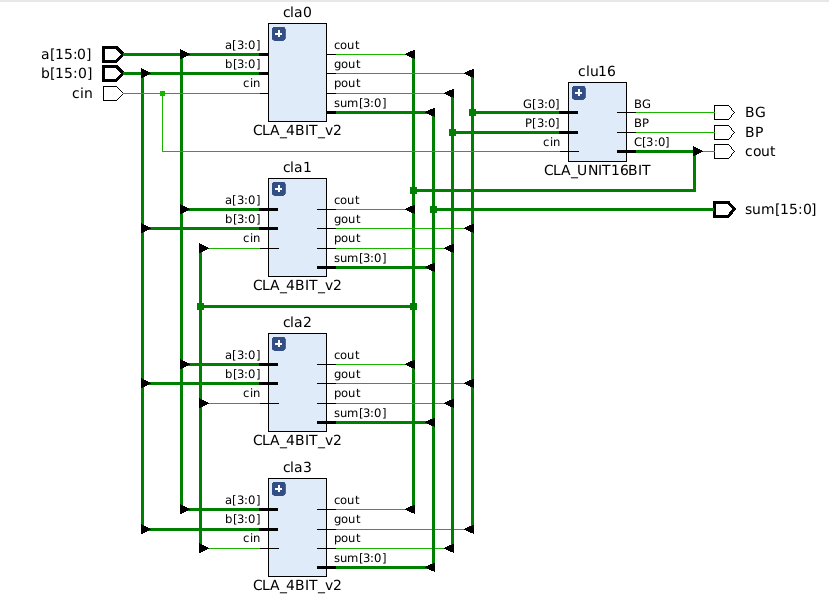 a[15:0]
b[15:0]
cin
cla0
a[3:0]
b[3:0]
cin
cout
gout
pout
sum[3:0]
CLA_4BIT_v2
cla1
a[3:0]
b[3:0]
cin
cout
gout
pout
sum[3:0]
CLA_4BIT_v2
cla2
a[3:0]
b[3:0]
cin
cout
gout
pout
sum[3:0]
CLA_4BIT_v2
cla3
a[3:0]
b[3:0]
cin
cout
gout
pout
sum[3:0]
CLA_4BIT_v2
clu16
G[3:0]
P[3:0]
cin
BG
BP
C[3:0]
CLA_UNIT16BIT
BG
BP
cout
sum[15:0]